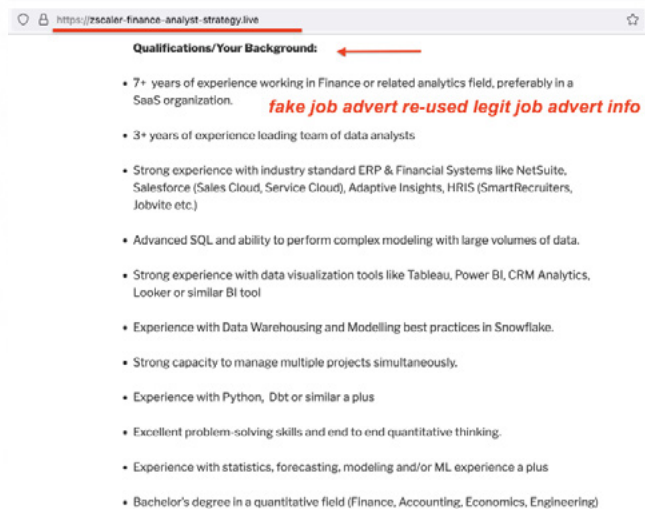 https://zscaler-finance-analyst-strategy.live
Qualifications/Your Background:
• 7+ years of experience working in Finance or related analytics field, preferably in a
SaaS organization.
fake job advert re-used legit job advert info
• 3+ years of experience leading team of data analysts
• Strong experience with industry standard ERP & Financial Systems like NetSuite,
Salesforce (Sales Cloud, Service Cloud), Adaptive Insights, HRIS (SmartRecruiters,
Jobvite etc.)
• Advanced SQL and ability to perform complex modeling with large volumes of data.
• Strong experience with data visualization tools like Tableau, Power BI, CRM Analytics,
Looker or similar BI tool
• Experience with Data Warehousing and Modelling best practices in Snowflake.
• Strong capacity to manage multiple projects simultaneously.
• Experience with Python, Dbt or similar a plus
• Excellent problem-solving skills and end to end quantitative thinking.
• Experience with statistics, forecasting, modeling and/or ML experience a plus
• Bachelor's degree in a quantitative field (Finance, Accounting, Economics, Engineering)